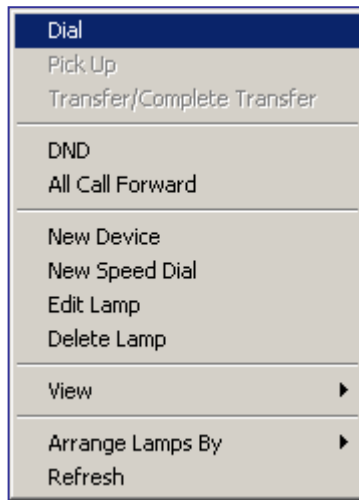 Dial
Pick Up
Transfer/Complete Transfer
DND
All Call Forward
New Device
New Speed Dial
Edit Lamp
Delete Lamp
View
Arrange Lamps By
Refresh